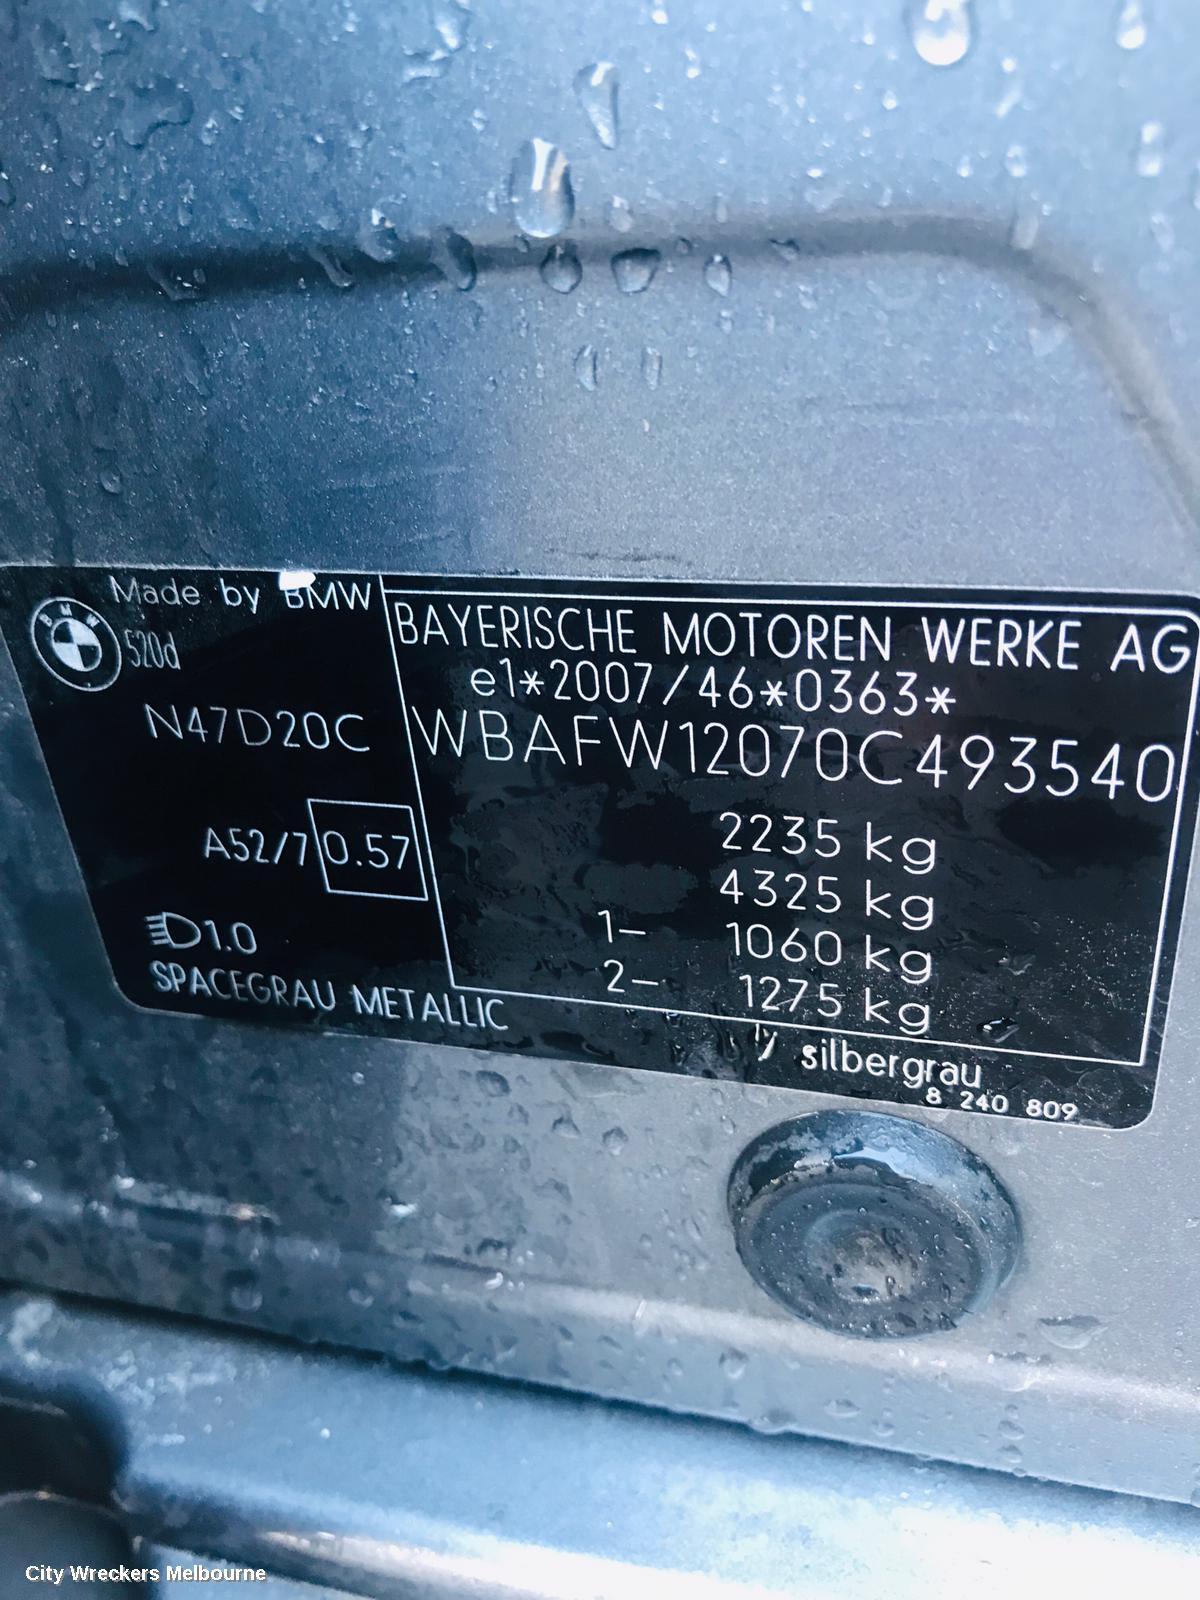 Made by BMW
BMW
520d
N47D20C
A52/7 0.57
1.0
SPACEGRAU METALLIC
BAYERISCHE MOTOREN WERKE AG
e1*2007/46*0363*
WBAFW12070C493540
2235 kg
4325 kg
1- 1060 kg
2- 1275 kg
silbergrau
8 240 809
City Wreckers Melbourne